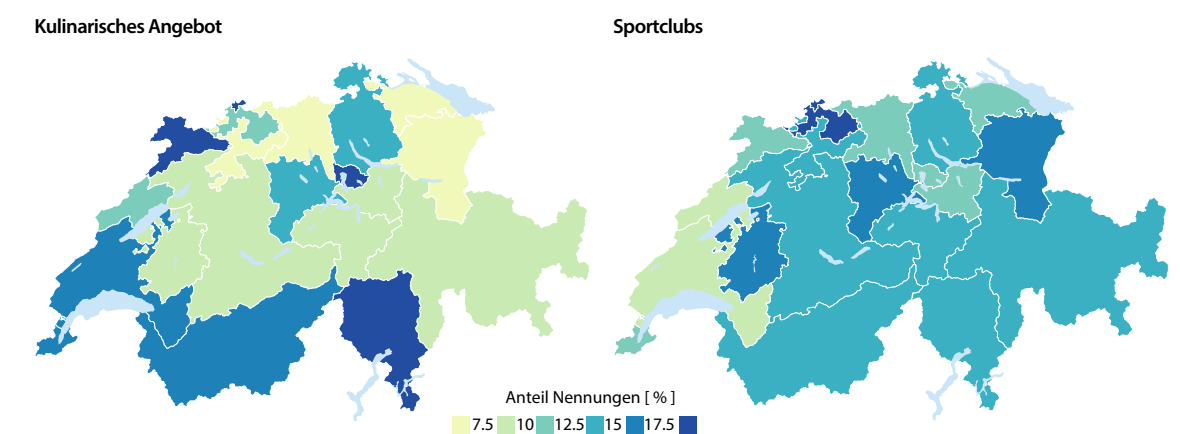 Kulinarisches Angebot
Sportclubs
Anteil Nennungen [ % ]
7.5 10 12.5 15 17.5